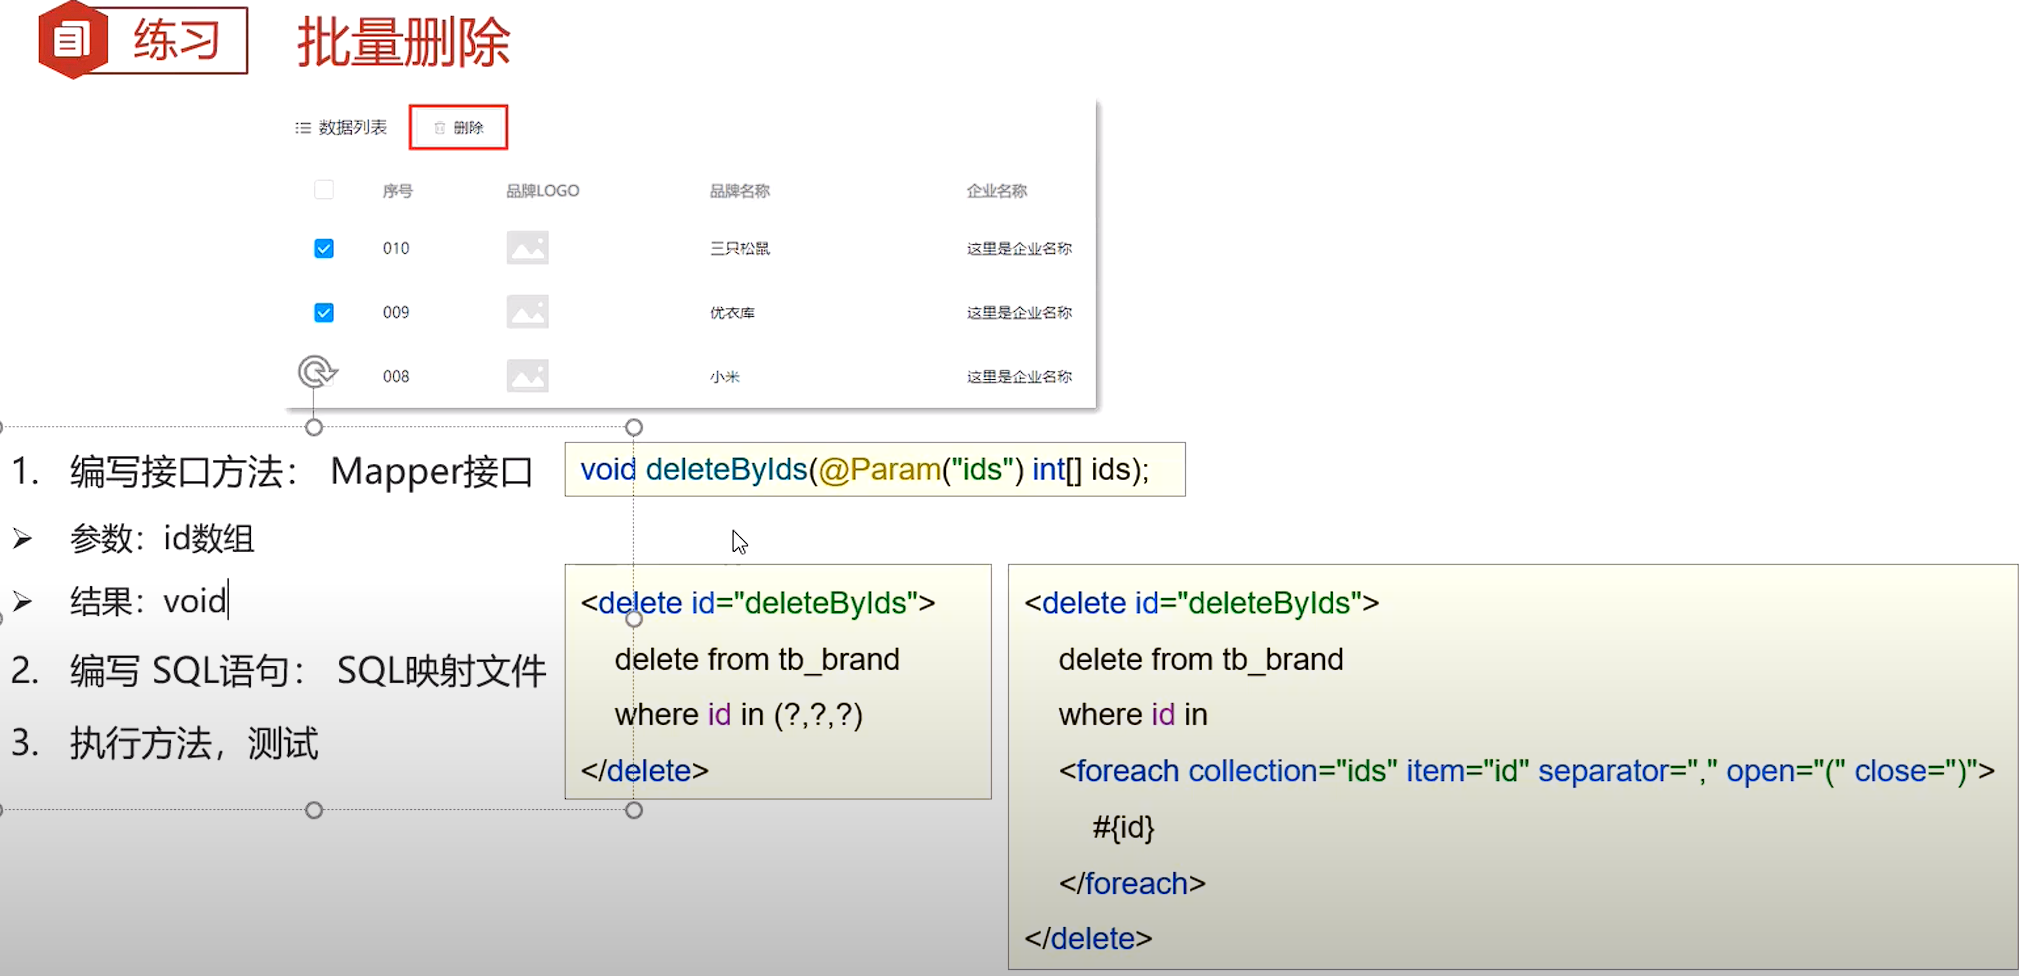 练习
批量删除
数据列表 删除
序号 品牌LOGO 品牌名称 企业名称
010 三只松鼠 这里是企业名称
009 优衣库 这里是企业名称
008 小米 这里是企业名称
1. 编写接口方法： Mapper接口
➢ 参数：id数组
➢ 结果：void
2. 编写 SQL语句： SQL映射文件
3. 执行方法，测试
void deleteByIds(@Param("ids") int[] ids);
<delete id="deleteByIds">
delete from tb_brand
where id in (?,?,?)
</delete>
<delete id="deleteByIds">
delete from tb_brand
where id in
<foreach collection="ids" item="id" separator="," open="(" close=")">
#{id}
</foreach>
</delete>